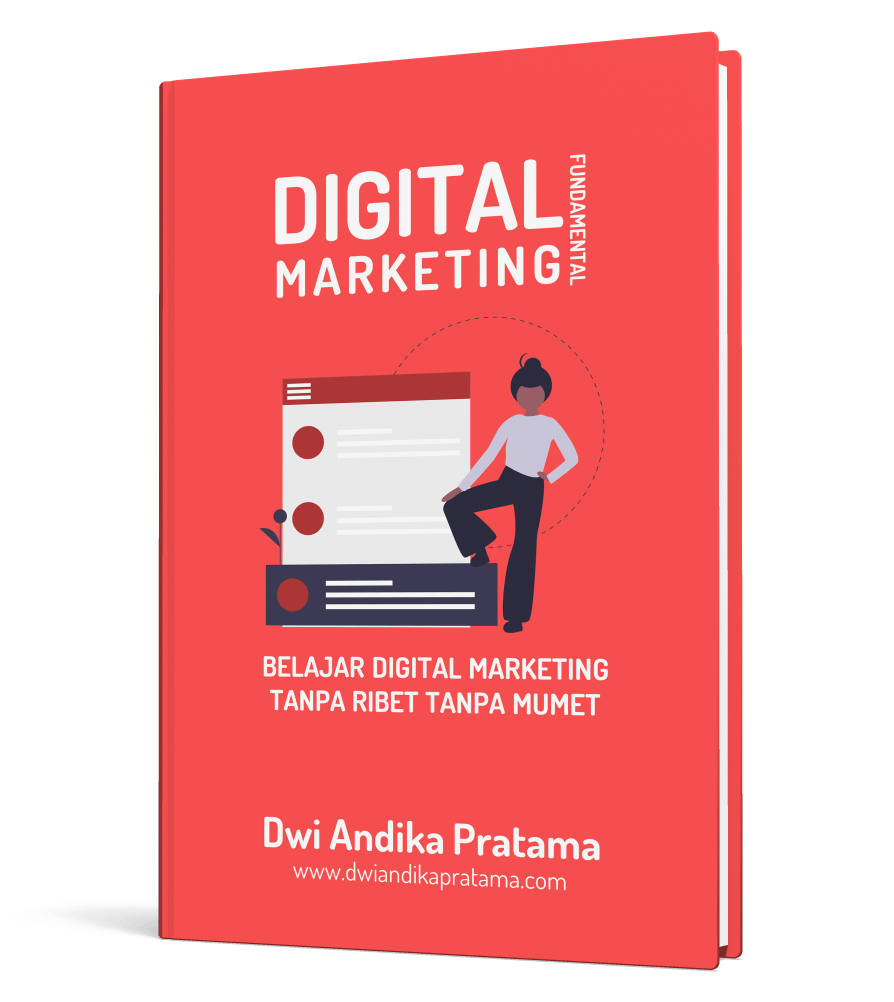 DIGITAL
MARKETING
FUNDAMENTAL
BELAJAR DIGITAL MARKETING
TANPA RIBET TANPA MUMET
Dwi Andika Pratama
www.dwiandikapratama.com